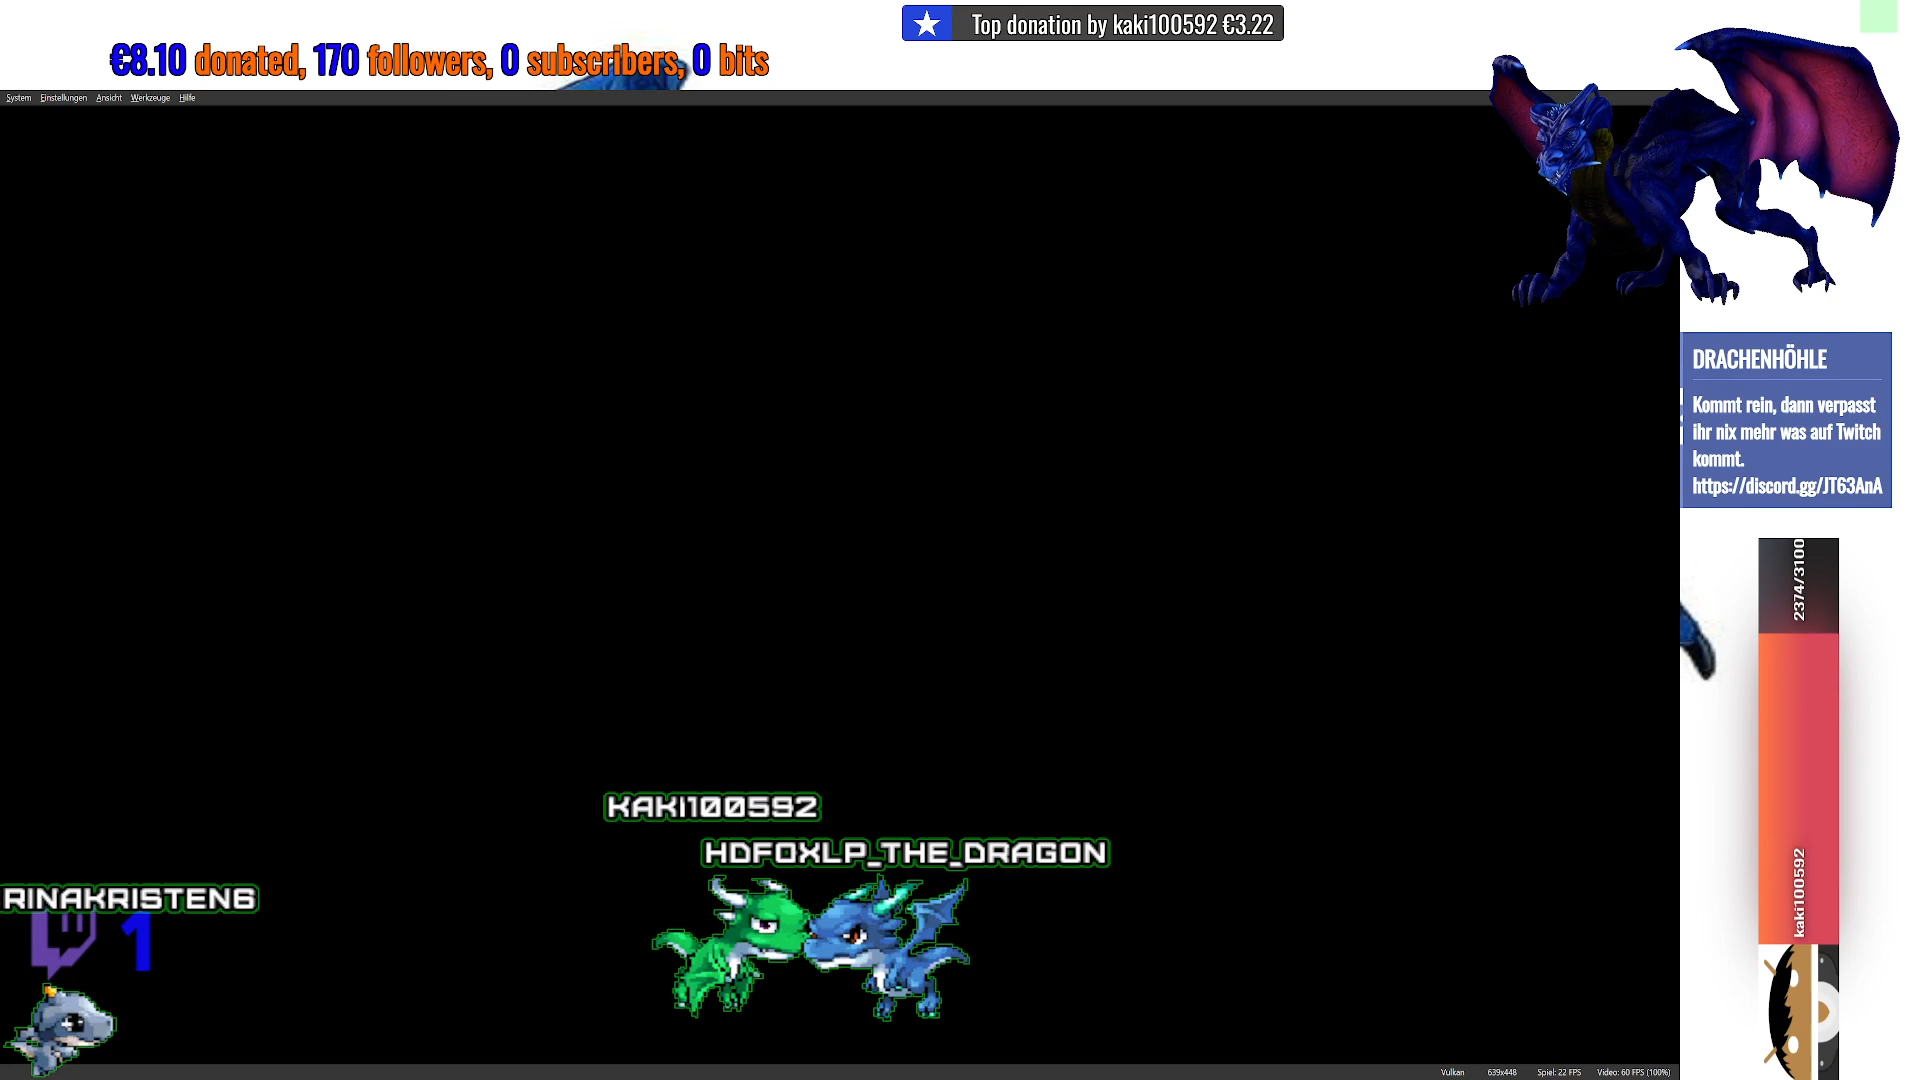 Top donation by kaki100592 €3.22
€8.10 donated, 170 followers, 0 subscribers, 0 bits
System Einstellungen Ansicht Werkzeuge Hilfe
DRACHENHÖHLE
Kommt rein, dann verpasst
ihr nix mehr was auf Twitch
kommt.
https://discord.gg/JT63AnA
2374/3100
kaki100592
KAKI100592
HDFOXLP_THE_DRAGON
RINAKRISTEN6
1
Vulkan 639x448 Spiel: 22 FPS Video: 60 FPS (100%)